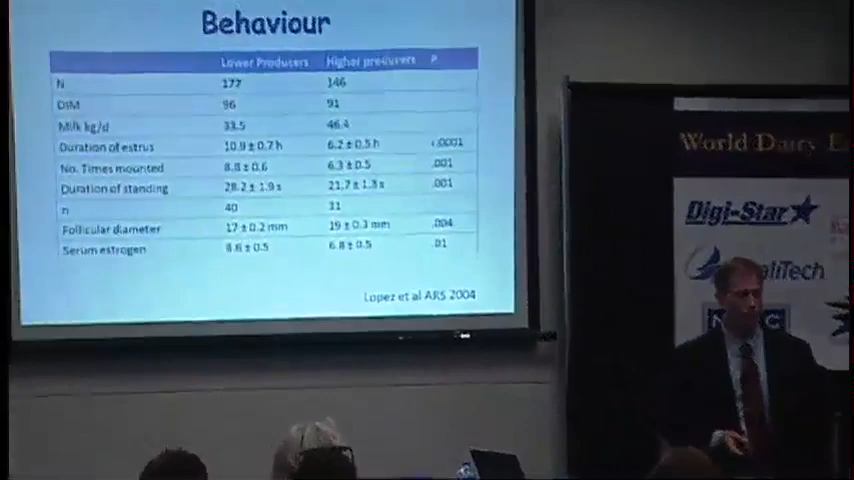 Behaviour
Lower Producers Higher producers P
N 177 146
DIM 96 91
Milk kg/d 33.5 46.4
Duration of estrus 10.9 ± 0.7 h 6.2 ± 0.5 h <.0001
No. Times mounted 8.8 ± 0.6 6.3 ± 0.5 .001
Duration of standing 28.2 ± 1.9 s 21.7 ± 1.3 s .001
n 40 31
Follicular diameter 17 ± 0.2 mm 19 ± 0.3 mm .004
Serum estrogen 8.6 ± 0.5 6.8 ± 0.5 .01
Lopez et al ARS 2004
World Dairy
Digi-Star